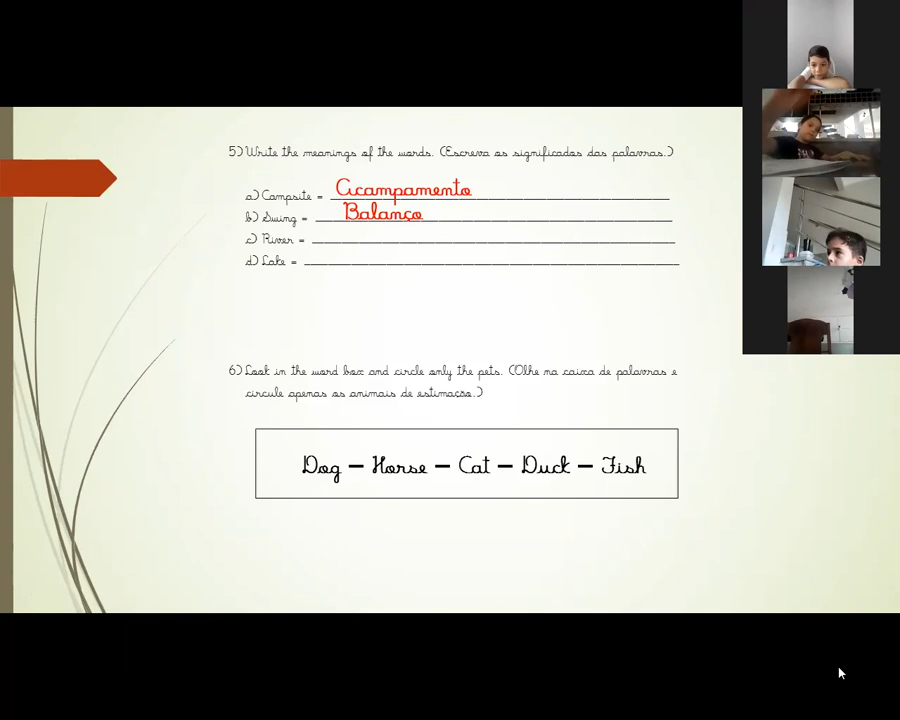 5) Write the meanings of the words. (Escreva os significados das palavras.)
a) Campsite = Acampamento
b) Swing = Balanço
c) River =
d) Lake =
6) Look in the word box and circle only the pets. (Olhe na caixa de palavras e
circule apenas os animais de estimação.)
Dog – Horse – Cat – Duck – Fish